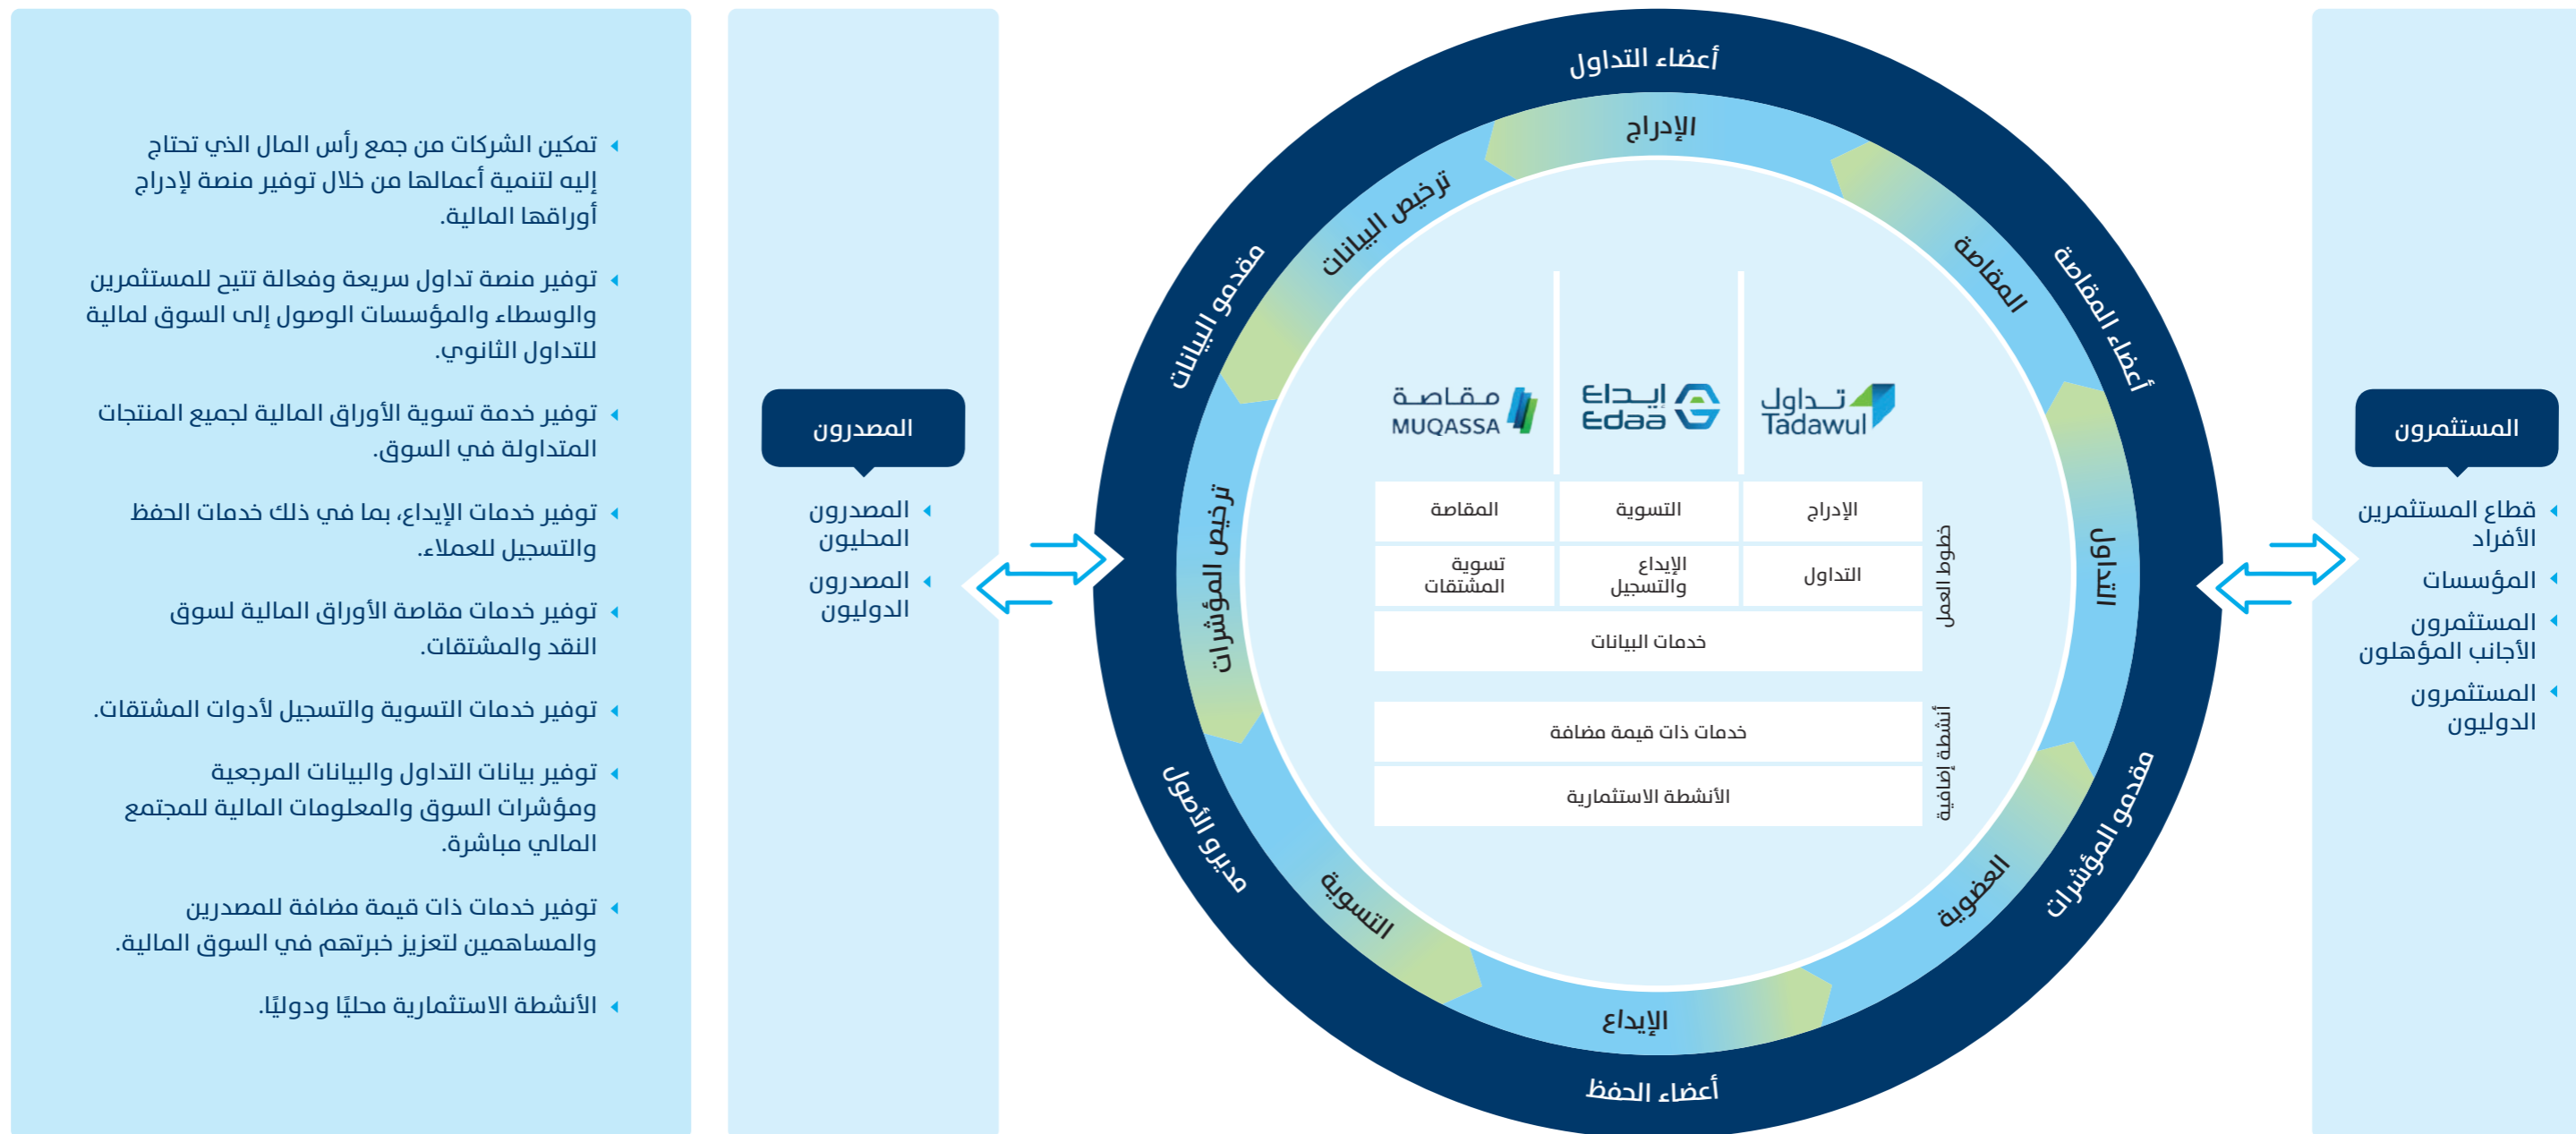 المستثمرون
قطاع المستثمرين
الأفراد
المؤسسات
المستثمرون
الأجانب المؤهلون
المستثمرون
الدوليون
أعضاء التداول
أعضاء المقاصة
مقدمو المؤشرات
أعضاء الحفظ
مديرو الأصول
مقدمو البيانات
الإدراج
المقاصة
التداول
العضوية
الإيداع
التسوية
ترخيص المؤشرات
ترخيص البيانات
تـداول
Tadawul
إيـداع
Edaa
مـقـاصـة
MUQASSA
خطوط العمل
الإدراج
التسوية
المقاصة
التداول
الإيداع
والتسجيل
تسوية
المشتقات
خدمات البيانات
أنشطة إضافية
خدمات ذات قيمة مضافة
الأنشطة الاستثمارية
المصدرون
المصدرون
المحليون
المصدرون
الدوليون
تمكين الشركات من جمع رأس المال الذي تحتاج
إليه لتنمية أعمالها من خلال توفير منصة لإدراج
أوراقها المالية.
توفير منصة تداول سريعة وفعالة تتيح للمستثمرين
والوسطاء والمؤسسات الوصول إلى السوق لمالية
للتداول الثانوي.
توفير خدمة تسوية الأوراق المالية لجميع المنتجات
المتداولة في السوق.
توفير خدمات الإيداع، بما في ذلك خدمات الحفظ
والتسجيل للعملاء.
توفير خدمات مقاصة الأوراق المالية لسوق
النقد والمشتقات.
توفير خدمات التسوية والتسجيل لأدوات المشتقات.
توفير بيانات التداول والبيانات المرجعية
ومؤشرات السوق والمعلومات المالية للمجتمع
المالي مباشرة.
توفير خدمات ذات قيمة مضافة للمصدرين
والمساهمين لتعزيز خبرتهم في السوق المالية.
الأنشطة الاستثمارية محليًا ودوليًا.